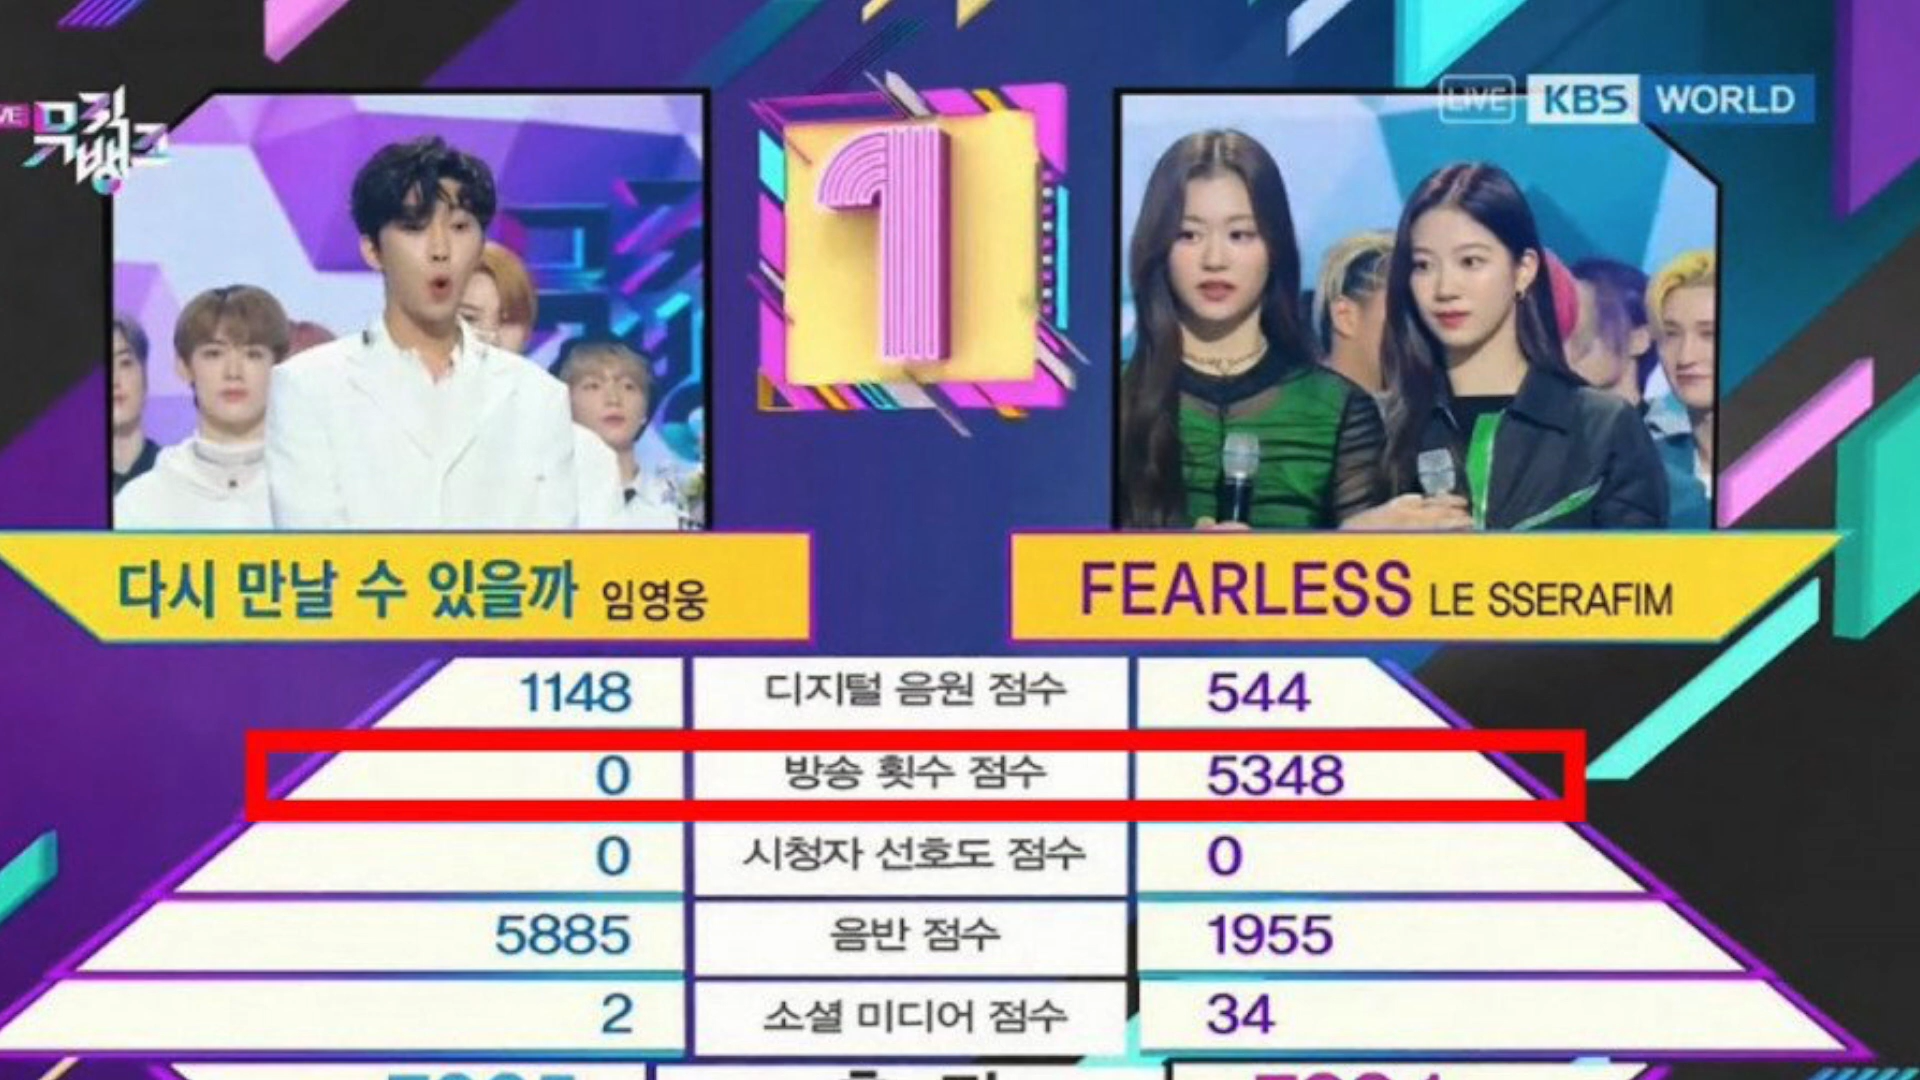 뮤직
뱅크
LIVE KBS WORLD
1
다시 만날 수 있을까 임영웅
FEARLESS LE SSERAFIM
1148 디지털 음원 점수 544
0 방송 횟수 점수 5348
0 시청자 선호도 점수 0
5885 음반 점수 1955
2 소셜 미디어 점수 34